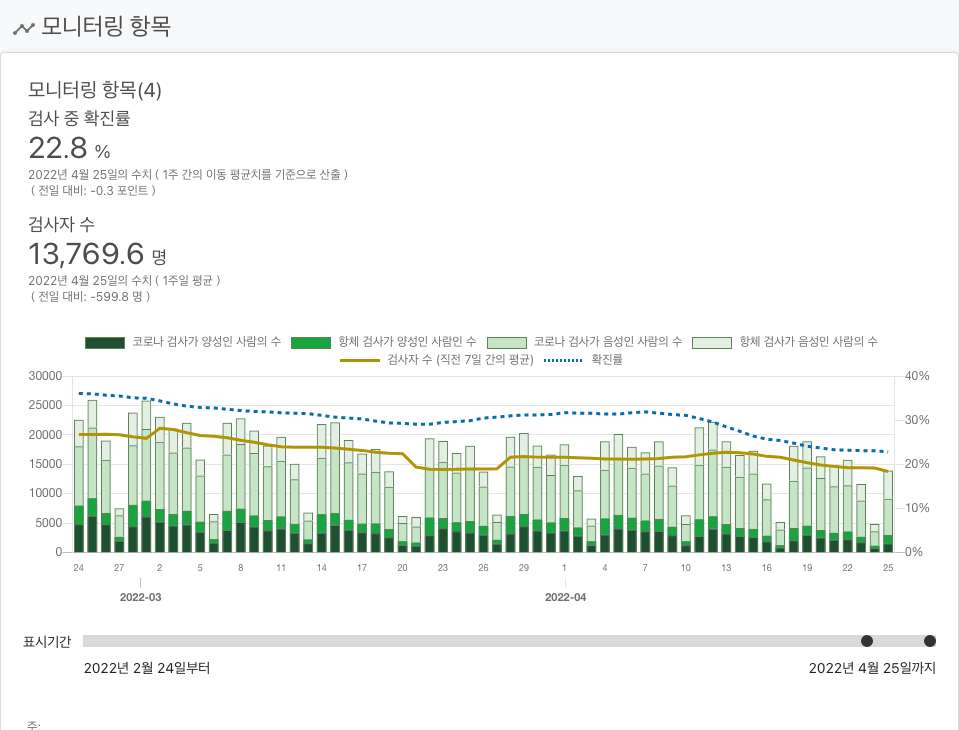 모니터링 항목
모니터링 항목(4)
검사 중 확진률
22.8 %
2022년 4월 25일의 수치 ( 1주 간의 이동 평균치를 기준으로 산출 )
( 전일 대비: -0.3 포인트 )
검사자 수
13,769.6 명
2022년 4월 25일의 수치 ( 1주일 평균 )
( 전일 대비: -599.8 명 )
코로나 검사가 양성인 사람의 수 항체 검사가 양성인 사람인 수 코로나 검사가 음성인 사람의 수 항체 검사가 음성인 사람의 수
검사자 수 (직전 7일 간의 평균) 확진률
30000 40%
25000
30%
20000
15000 20%
10000
10%
5000
0 0%
24 27 2 5 8 11 14 17 20 23 26 29 1 4 7 10 13 16 19 22 25
2022-03 2022-04
표시기간
2022년 2월 24일부터 2022년 4월 25일까지
주: